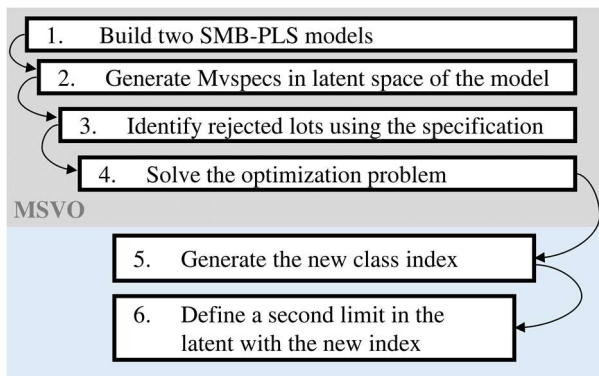 1. Build two SMB-PLS models
2. Generate Mvspecs in latent space of the model
3. Identify rejected lots using the specification
4. Solve the optimization problem
MSVO
5. Generate the new class index
6. Define a second limit in the
latent with the new index